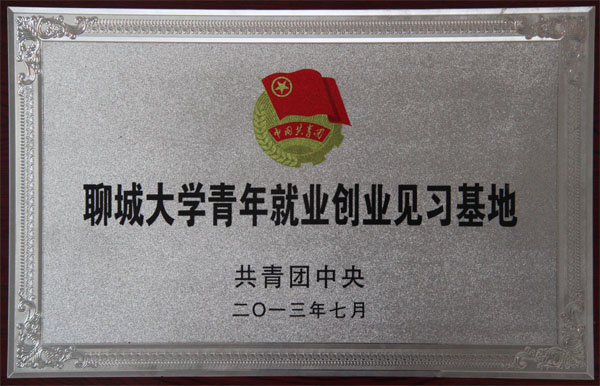 中国共青团
聊城大学青年就业创业见习基地
共青团中央
二〇一三年七月